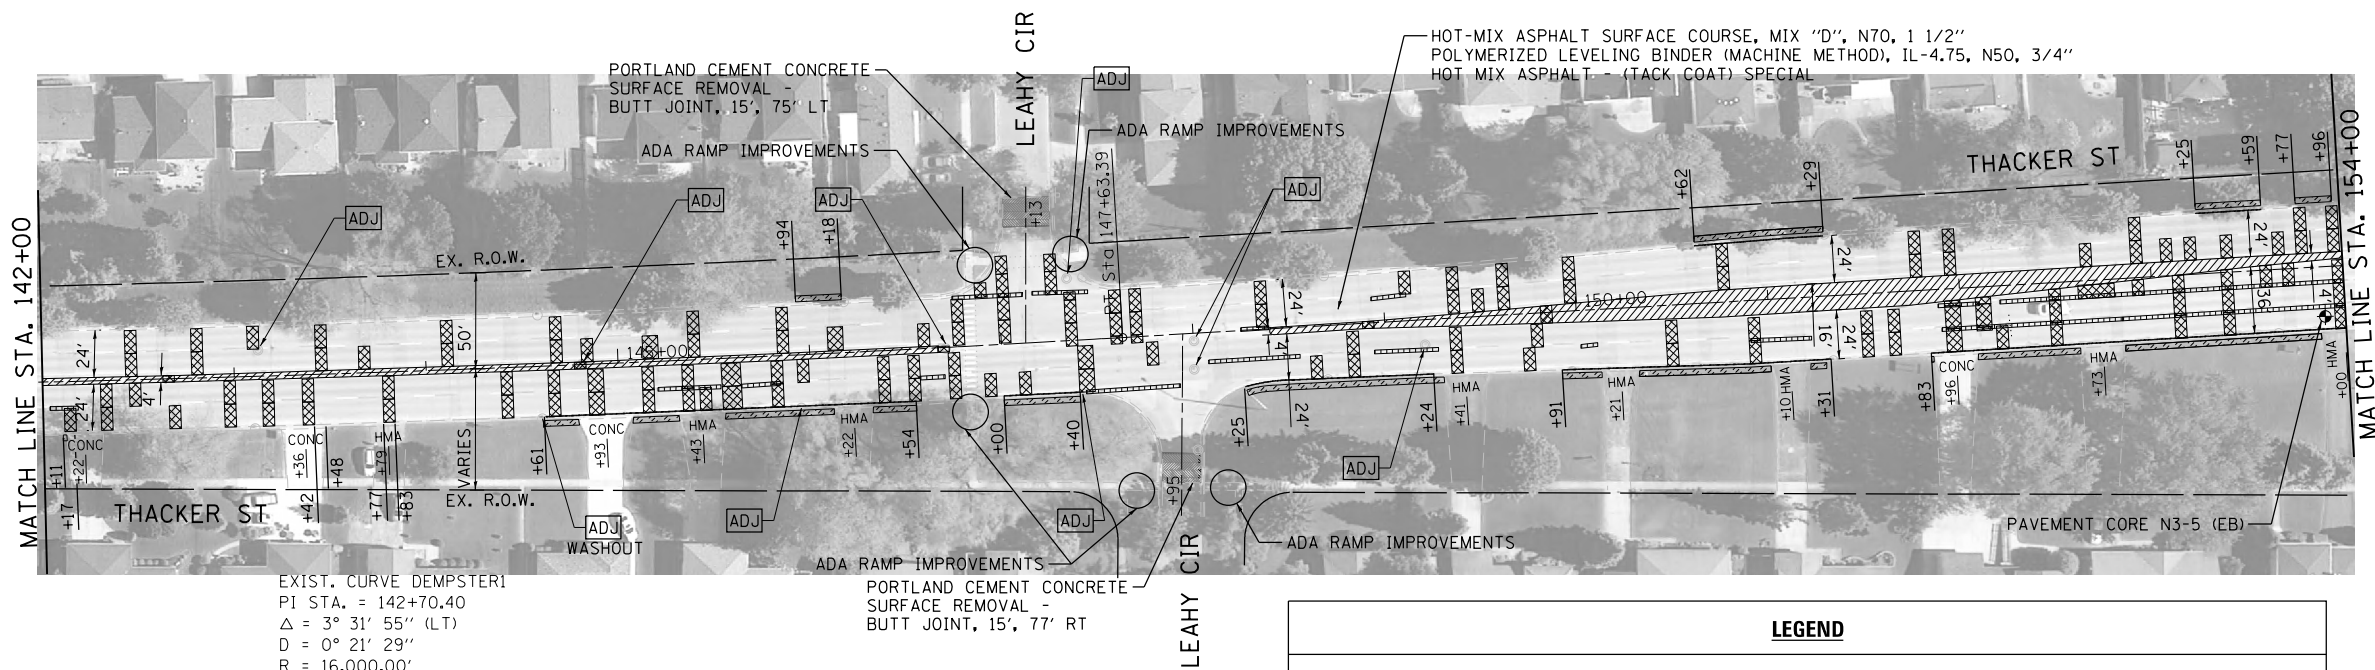 LEAHY CIR
HOT-MIX ASPHALT SURFACE COURSE, MIX "D", N70, 1 1/2"
POLYMERIZED LEVELING BINDER (MACHINE METHOD), IL-4.75, N50, 3/4"
HOT MIX ASPHALT - (TACK COAT) SPECIAL
PORTLAND CEMENT CONCRETE
SURFACE REMOVAL -
BUTT JOINT, 15', 75' LT
ADJ
ADA RAMP IMPROVEMENTS
ADA RAMP IMPROVEMENTS
THACKER ST
+25
+59
+77
+96
MATCH LINE STA. 154+00
+62
+29
PT Sta 147+63.39
+13
ADJ
ADJ
ADJ
ADJ
+94
+18
EX. R.O.W.
MATCH LINE STA. 142+00
50'
24'
24'
24'
24'
36'
4'
150+00
145+00
16'
24'
4'
24'
4'
24'
CONC
+11
+22
+17
CONC
+36
+48
+42
HMA
+79
+77
+83
VARIES
+61
CONC
+93
HMA
+43
HMA
+22
+54
+00
+40
+95
+25
+24
HMA
+41
+91
HMA
+21
HMA
+10
+31
+83
CONC
+96
HMA
+73
HMA
+00
THACKER ST
EX. R.O.W.
ADJ
WASHOUT
ADJ
ADJ
ADJ
PAVEMENT CORE N3-5 (EB)
ADA RAMP IMPROVEMENTS
ADA RAMP IMPROVEMENTS
PORTLAND CEMENT CONCRETE
SURFACE REMOVAL -
BUTT JOINT, 15', 77' RT
LEAHY CIR
EXIST. CURVE DEMPSTER1
PI STA. = 142+70.40
△ = 3° 31' 55" (LT)
D = 0° 21' 29"
R = 16,000.00'
LEGEND